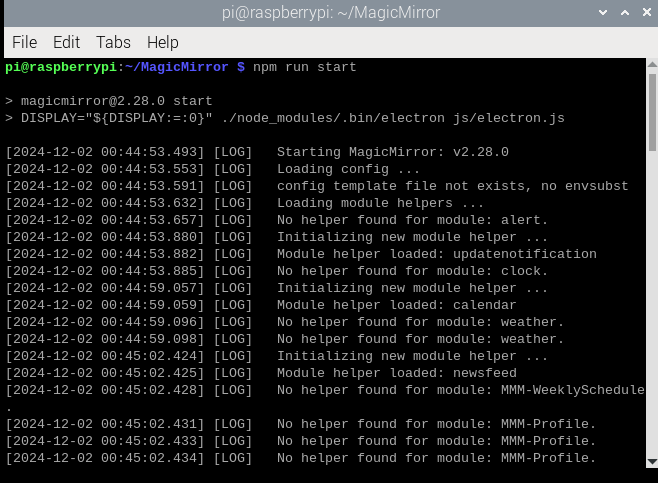 pi@raspberrypi: ~/MagicMirror
File Edit Tabs Help
pi@raspberrypi:~/MagicMirror $ npm run start
> magicmirror@2.28.0 start
> DISPLAY="${DISPLAY:=:0}" ./node_modules/.bin/electron js/electron.js
[2024-12-02 00:44:53.493] [LOG]   Starting MagicMirror: v2.28.0
[2024-12-02 00:44:53.553] [LOG]   Loading config ...
[2024-12-02 00:44:53.591] [LOG]   config template file not exists, no envsubst
[2024-12-02 00:44:53.632] [LOG]   Loading module helpers ...
[2024-12-02 00:44:53.657] [LOG]   No helper found for module: alert.
[2024-12-02 00:44:53.880] [LOG]   Initializing new module helper ...
[2024-12-02 00:44:53.882] [LOG]   Module helper loaded: updatenotification
[2024-12-02 00:44:53.885] [LOG]   No helper found for module: clock.
[2024-12-02 00:44:59.057] [LOG]   Initializing new module helper ...
[2024-12-02 00:44:59.059] [LOG]   Module helper loaded: calendar
[2024-12-02 00:44:59.096] [LOG]   No helper found for module: weather.
[2024-12-02 00:44:59.098] [LOG]   No helper found for module: weather.
[2024-12-02 00:45:02.424] [LOG]   Initializing new module helper ...
[2024-12-02 00:45:02.425] [LOG]   Module helper loaded: newsfeed
[2024-12-02 00:45:02.428] [LOG]   No helper found for module: MMM-WeeklySchedule
.
[2024-12-02 00:45:02.431] [LOG]   No helper found for module: MMM-Profile.
[2024-12-02 00:45:02.433] [LOG]   No helper found for module: MMM-Profile.
[2024-12-02 00:45:02.434] [LOG]   No helper found for module: MMM-Profile.